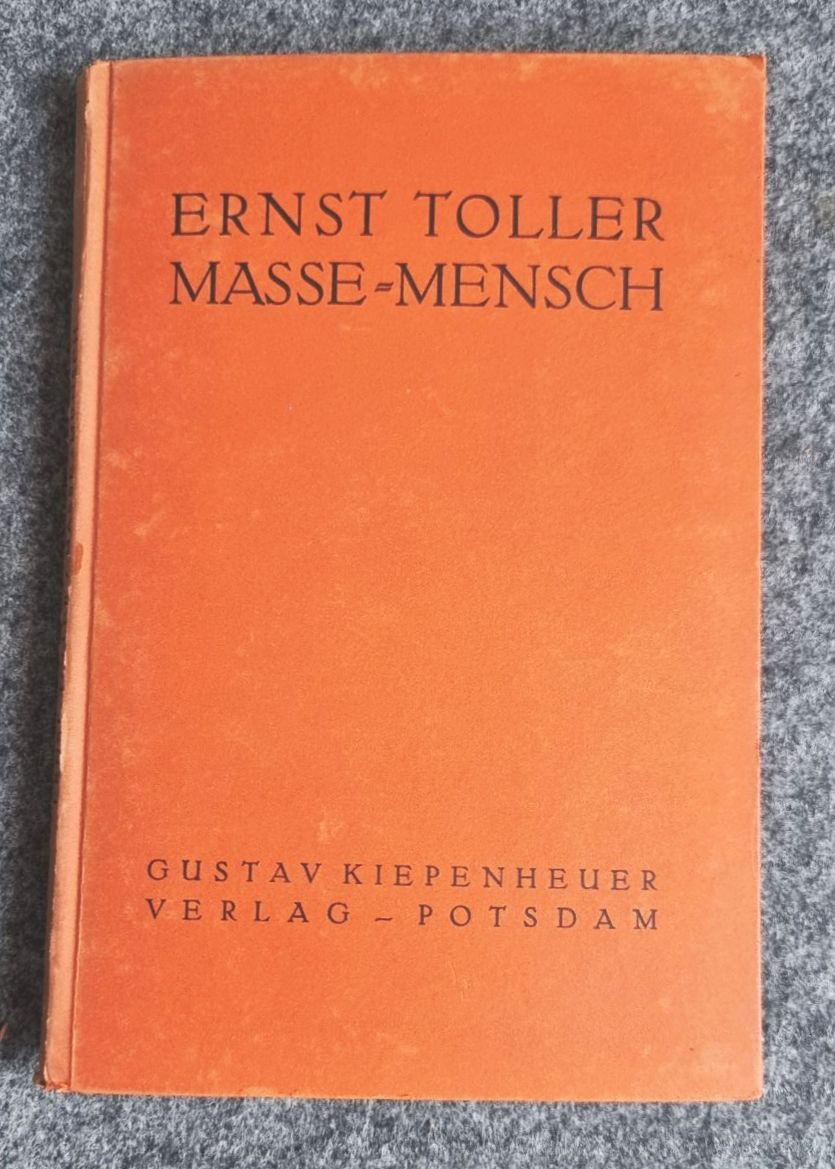 ERNST TOLLER
MASSE-MENSCH
GUSTAV KIEPENHEUER
VERLAG – POTSDAM